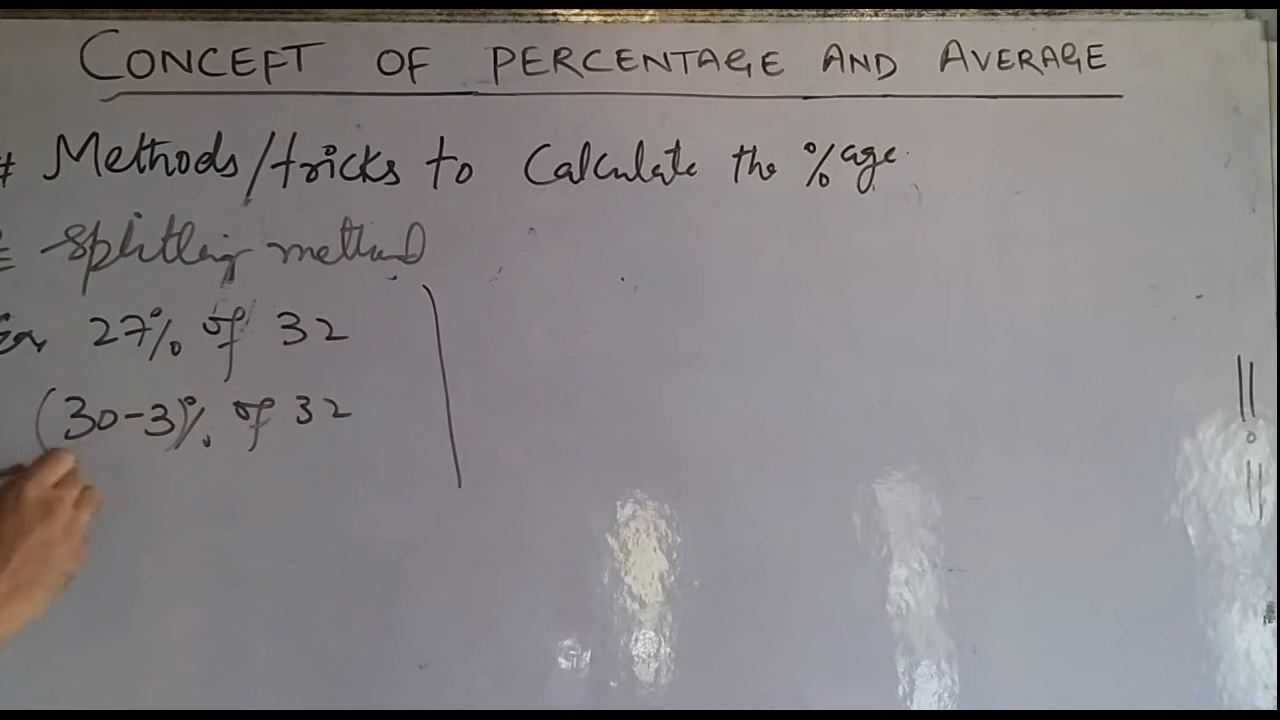 CONCEPT OF PERCENTAGE AND AVERAGE
# Methods/tricks to Calculate the %age.
Splitting method
Ex 27% of 32
(30-3)% of 32